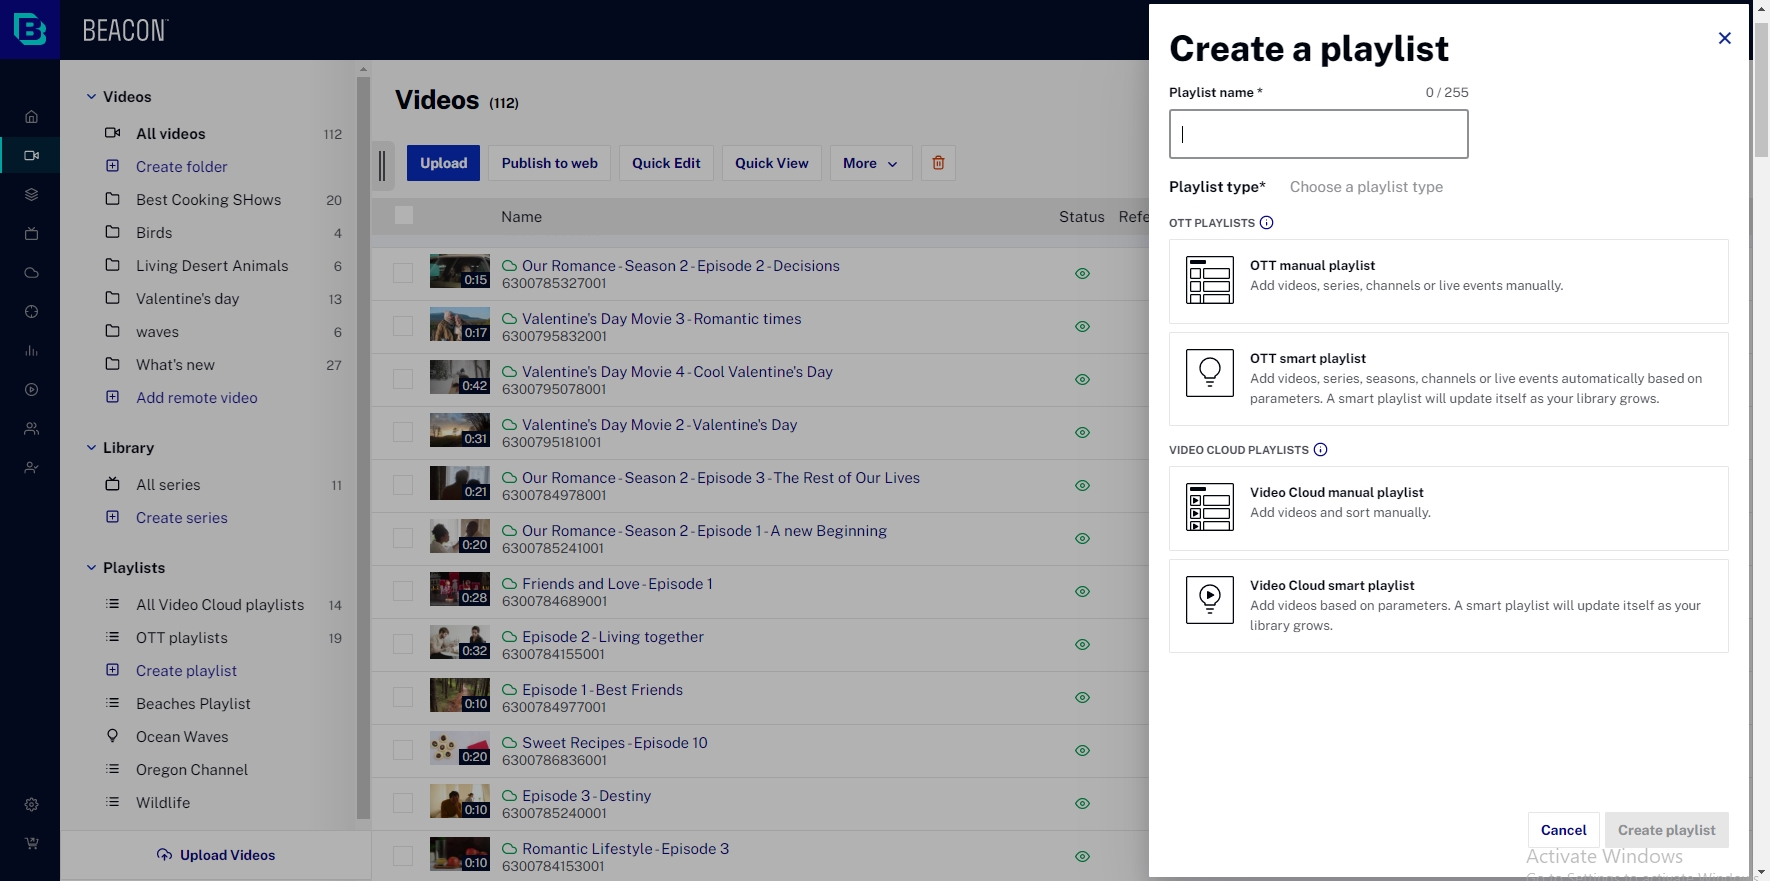 BEACON
Videos
All videos 112
Create folder
Best Cooking SHows 20
Birds 4
Living Desert Animals 6
Valentine's day 13
waves 6
What's new 27
Add remote video
Library
All series 11
Create series
Playlists
All Video Cloud playlists 14
OTT playlists 19
Create playlist
Beaches Playlist
Ocean Waves
Oregon Channel
Wildlife
Upload Videos
Videos (112)
Upload Publish to web Quick Edit Quick View More
Name Status Refe
0:15 Our Romance - Season 2 - Episode 2 - Decisions
6300785327001
0:17 Valentine's Day Movie 3 - Romantic times
6300795832001
0:42 Valentine's Day Movie 4 - Cool Valentine's Day
6300795078001
0:31 Valentine's Day Movie 2 - Valentine's Day
6300795181001
0:21 Our Romance - Season 2 - Episode 3 - The Rest of Our Lives
6300784978001
0:20 Our Romance - Season 2 - Episode 1 - A new Beginning
6300785241001
0:28 Friends and Love - Episode 1
6300784689001
0:32 Episode 2 - Living together
6300784155001
0:10 Episode 1 - Best Friends
6300784977001
0:20 Sweet Recipes - Episode 10
6300786836001
0:10 Episode 3 - Destiny
6300785240001
0:10 Romantic Lifestyle - Episode 3
6300784153001
Create a playlist
Playlist name * 0 / 255
Playlist type* Choose a playlist type
OTT PLAYLISTS
OTT manual playlist
Add videos, series, channels or live events manually.
OTT smart playlist
Add videos, series, seasons, channels or live events automatically based on
parameters. A smart playlist will update itself as your library grows.
VIDEO CLOUD PLAYLISTS
Video Cloud manual playlist
Add videos and sort manually.
Video Cloud smart playlist
Add videos based on parameters. A smart playlist will update itself as your
library grows.
Cancel Create playlist
Activate Windows
Go to Settings to activate Windows